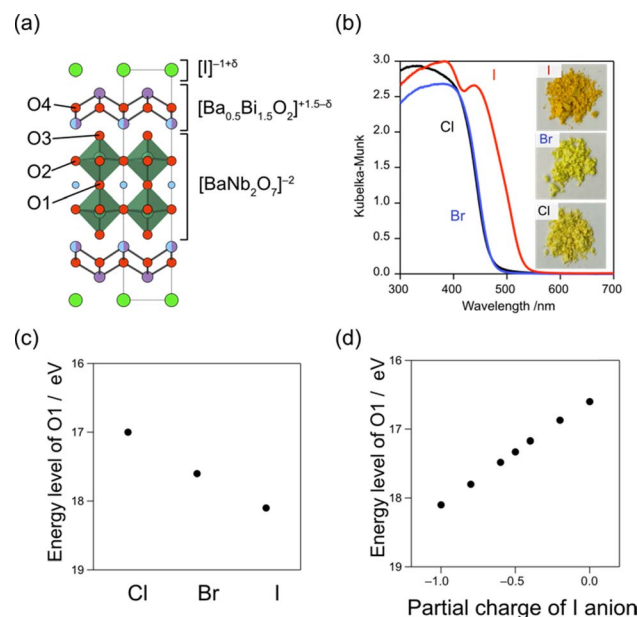 (a)
[I]–1+δ
[Ba0.5Bi1.5O2]+1.5–δ
O4
O3
O2
O1
[BaNb2O7]–2
(b)
Kubelka-Munk
3.0
2.5
2.0
1.5
1.0
0.5
0.0
Cl
Br
I
I
Br
Cl
300 400 500 600 700
Wavelength /nm
(c)
Energy level of O1 / eV
16
17
18
19
Cl Br I
(d)
Energy level of O1 / eV
16
17
18
19
–1.0 –0.5 0.0
Partial charge of I anion